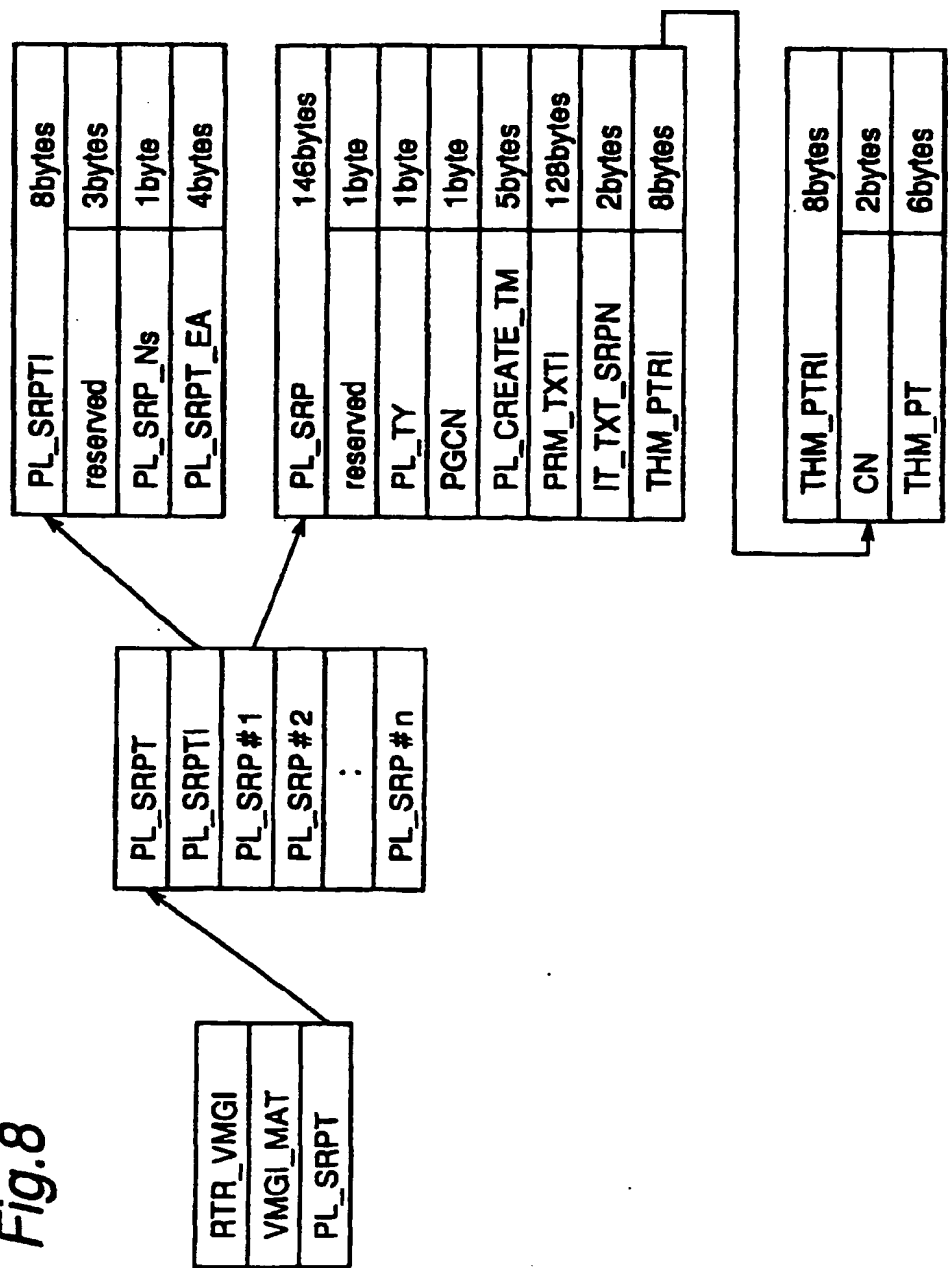 Fig.8
RTR_VMGI
VMGI_MAT
PL_SRPT
PL_SRPT
PL_SRPTI
PL_SRP#1
PL_SRP#2
:
PL_SRP#n
PL_SRPTI 8bytes
reserved 3bytes
PL_SRP_Ns 1byte
PL_SRPT_EA 4bytes
PL_SRP 146bytes
reserved 1byte
PL_TY 1byte
PGCN 1byte
PL_CREATE_TM 5bytes
PRM_TXTI 128bytes
IT_TXT_SRPN 2bytes
THM_PTRI 8bytes
THM_PTRI 8bytes
CN 2bytes
THM_PT 6bytes